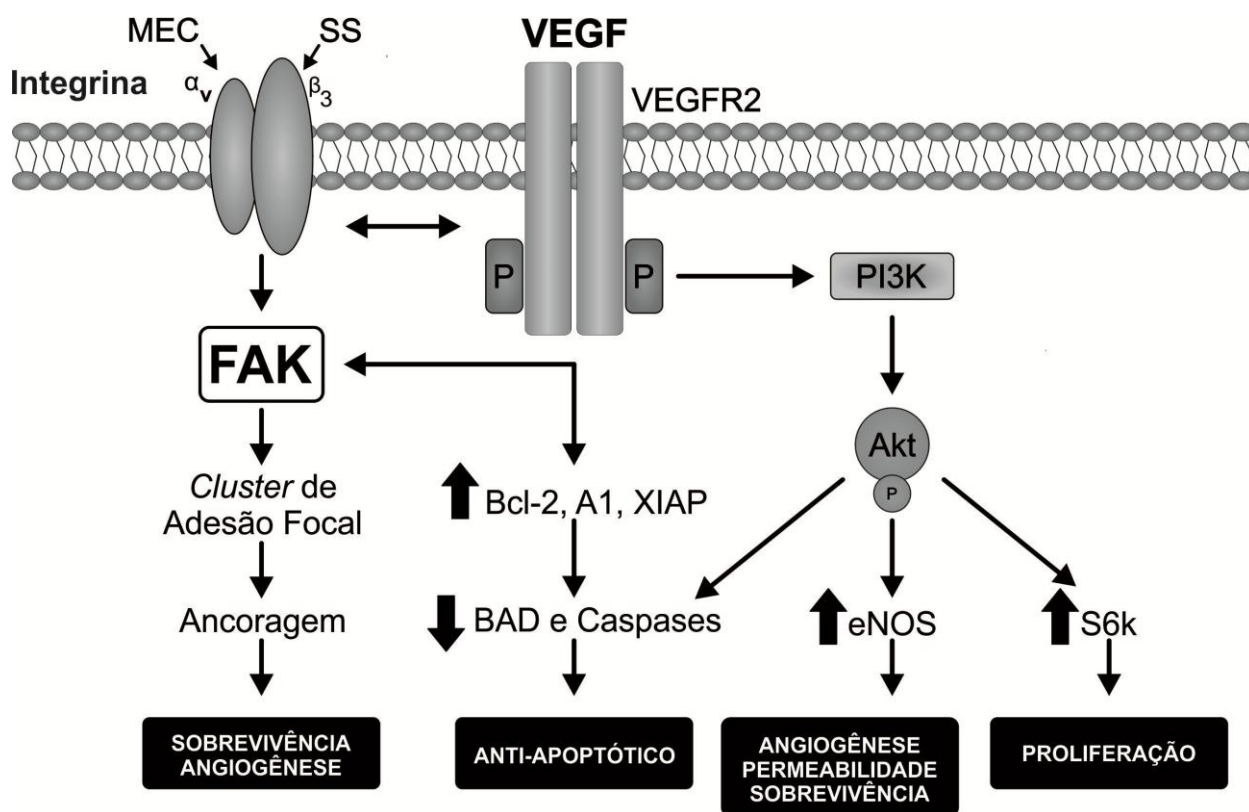 MEC
SS
VEGF
Integrina
αv
β3
VEGFR2
P
P
PI3K
FAK
Akt
P
Cluster de
Adesão Focal
Bcl-2, A1, XIAP
Ancoragem
BAD e Caspases
eNOS
S6k
SOBREVIVÊNCIA
ANGIOGÊNESE
ANTI-APOPTÓTICO
ANGIOGÊNESE
PERMEABILIDADE
SOBREVIVÊNCIA
PROLIFERAÇÃO